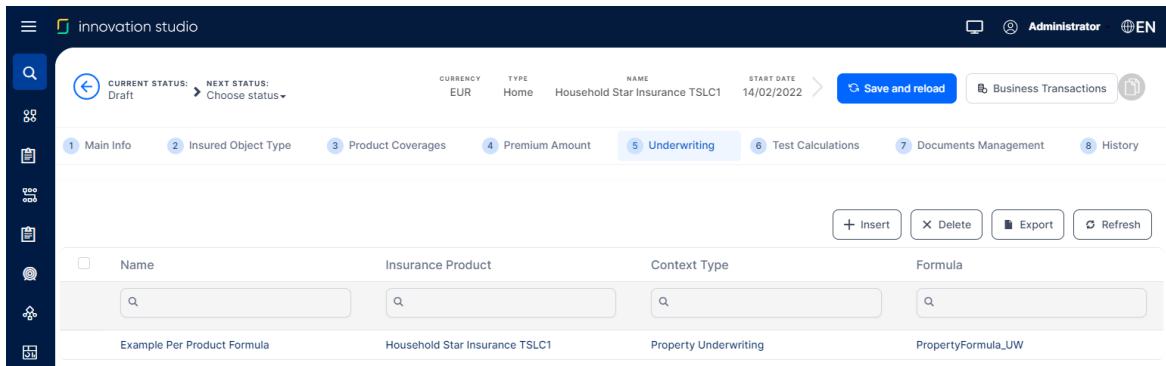 innovation studio
Administrator
EN
CURRENT STATUS:
Draft
NEXT STATUS:
Choose status
CURRENCY
EUR
TYPE
Home
NAME
Household Star Insurance TSLC1
START DATE
14/02/2022
Save and reload
Business Transactions
1 Main Info
2 Insured Object Type
3 Product Coverages
4 Premium Amount
5 Underwriting
6 Test Calculations
7 Documents Management
8 History
Insert
Delete
Export
Refresh
Name Insurance Product Context Type Formula
Example Per Product Formula Household Star Insurance TSLC1 Property Underwriting PropertyFormula_UW